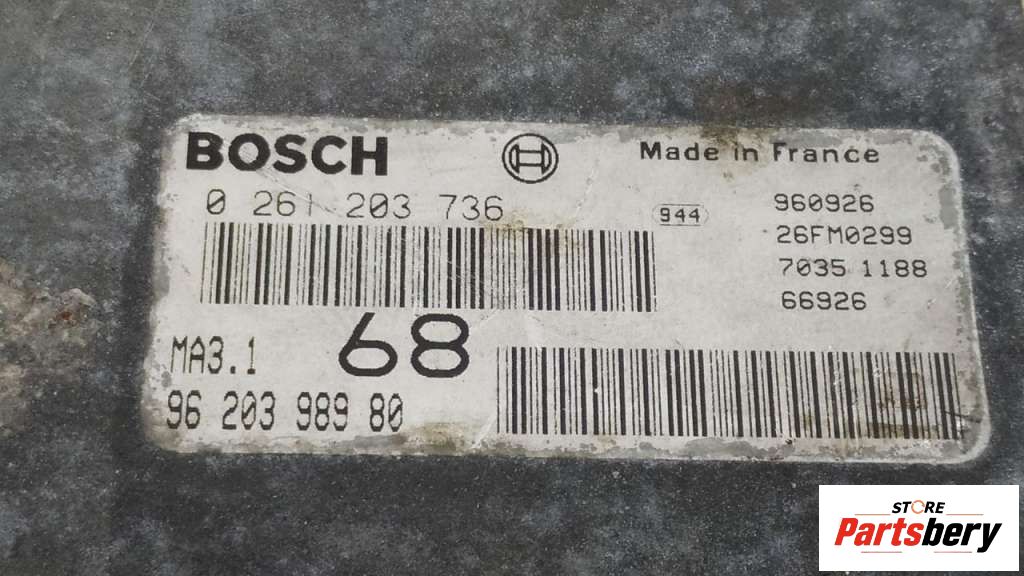 BOSCH
Made in France
0 261 203 736
944
960926
26FM0299
7035 1188
66926
MA3.1
68
96 203 989 80
STORE
Partsbery